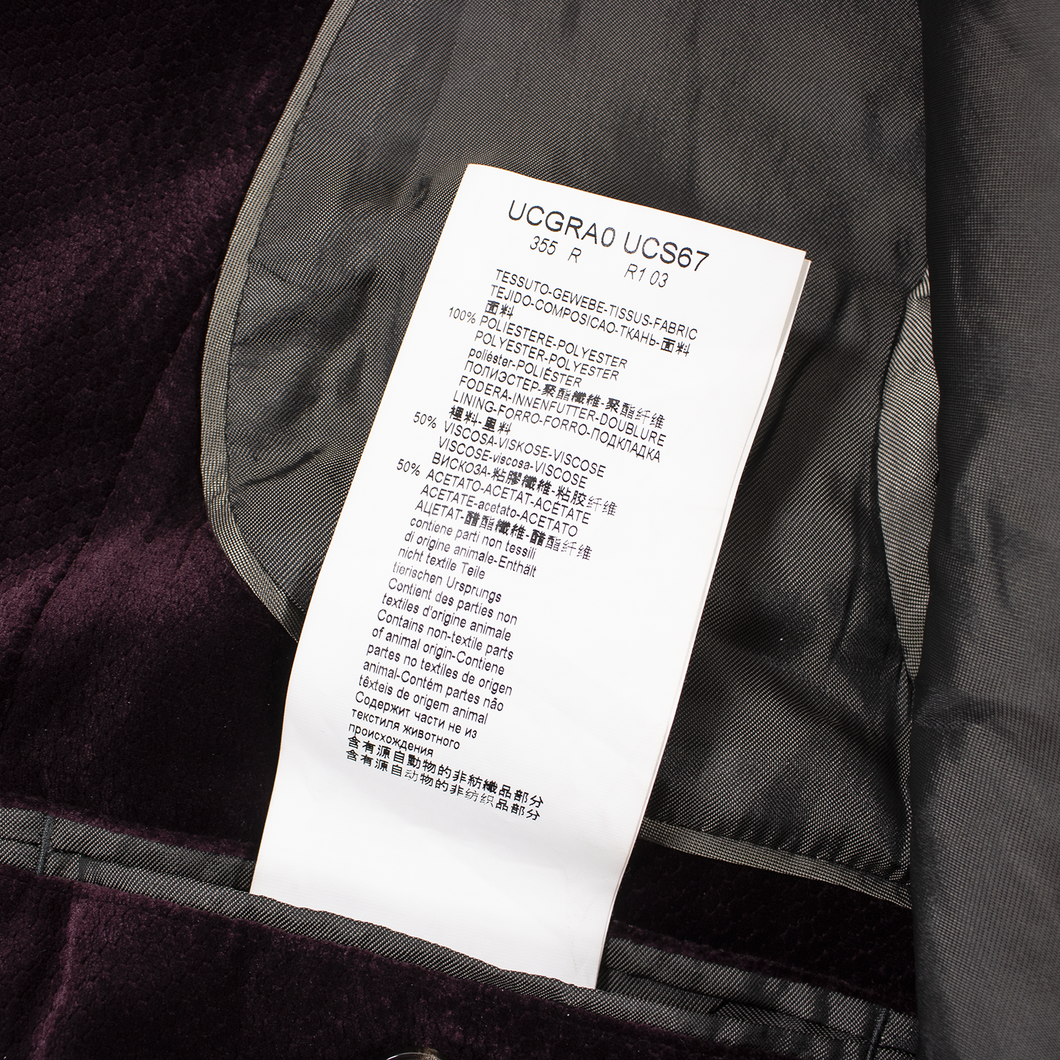 UCGRA0 UCS67
355 R R1 03
TESSUTO-GEWEBE-TISSUS-FABRIC
TEJIDO-COMPOSICAO-ТКАНЬ-面料
面料
100% POLIESTERE-POLYESTER
POLYESTER-POLYESTER
poliéster-POLIÉSTER
ПОЛИЭСТЕР-聚酯纖維-聚酯纤维
FODERA-INNENFUTTER-DOUBLURE
LINING-FORRO-FORRO-ПОДКЛАДКА
裡料-里料
50% VISCOSA-VISKOSE-VISCOSE
VISCOSE-viscosa-VISCOSE
ВИСКОЗА-粘膠纖維-粘胶纤维
50% ACETATO-ACETAT-ACÉTATE
ACETATE-acetato-ACETATO
АЦЕТАТ-醋酯纖維-醋酯纤维
contiene parti non tessili
di origine animale-Enthält
nicht textile Teile
tierischen Ursprungs
Contient des parties non
textiles d'origine animale
Contains non-textile parts
of animal origin-Contiene
partes no textiles de origen
animal-Contém partes não
têxteis de origem animal
Содержит части не из
текстиля животного
происхождения
含有源自動物的非紡織品部分
含有源自动物的非纺织品部分